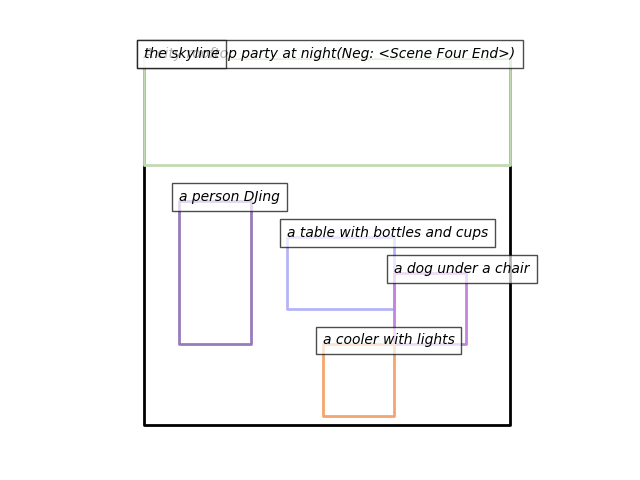 the skyline
op party at night(Neg: <Scene Four End>)
a person DJing
a table with bottles and cups
a dog under a chair
a cooler with lights